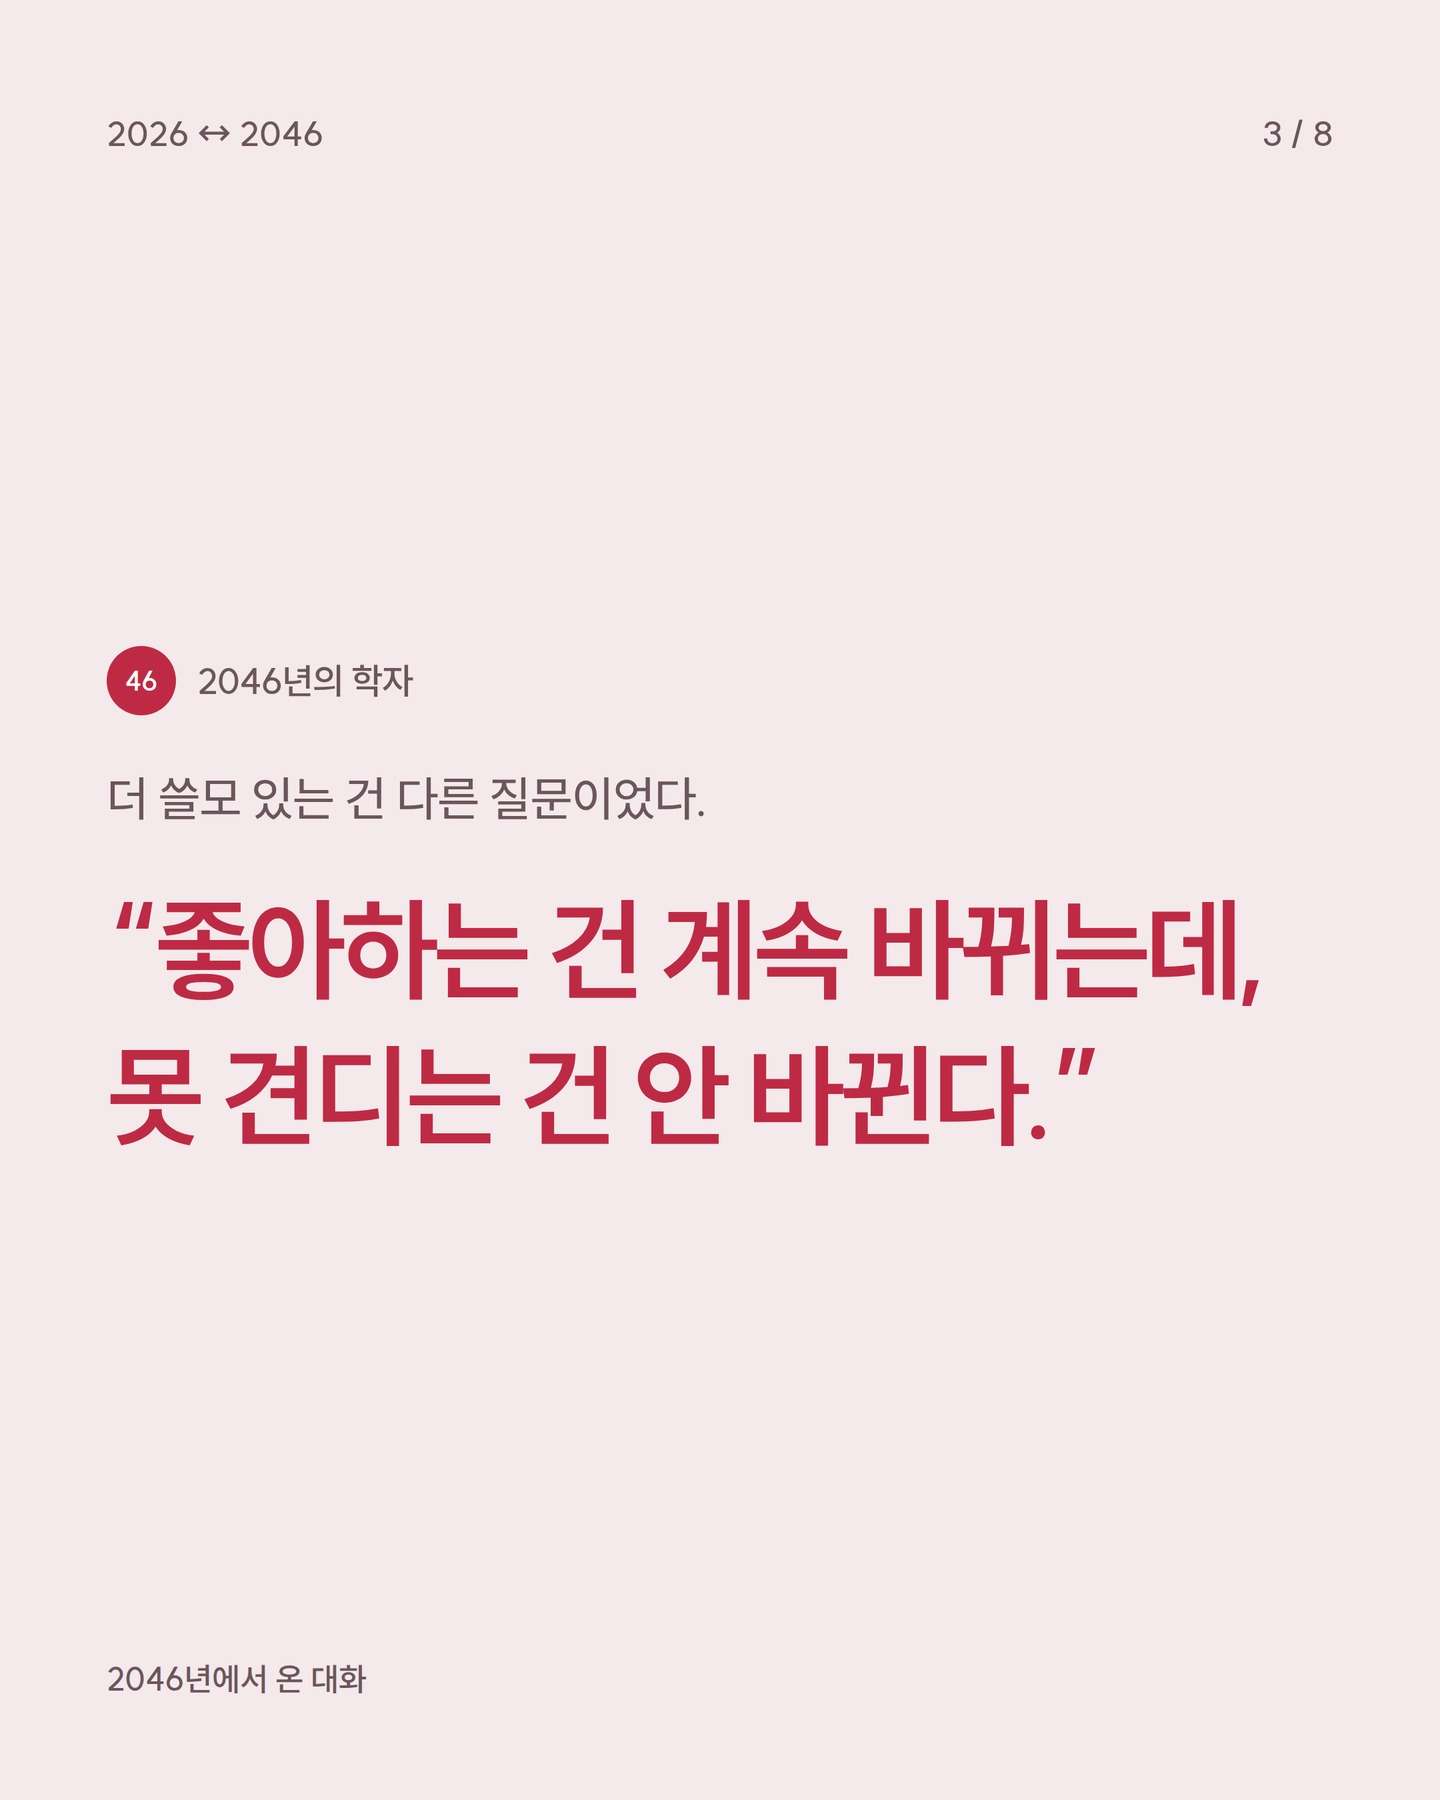 2026 ↔ 2046
3 / 8
46
2046년의 학자
더 쓸모 있는 건 다른 질문이었다.
“좋아하는 건 계속 바뀌는데,
못 견디는 건 안 바뀐다.”
2046년에서 온 대화